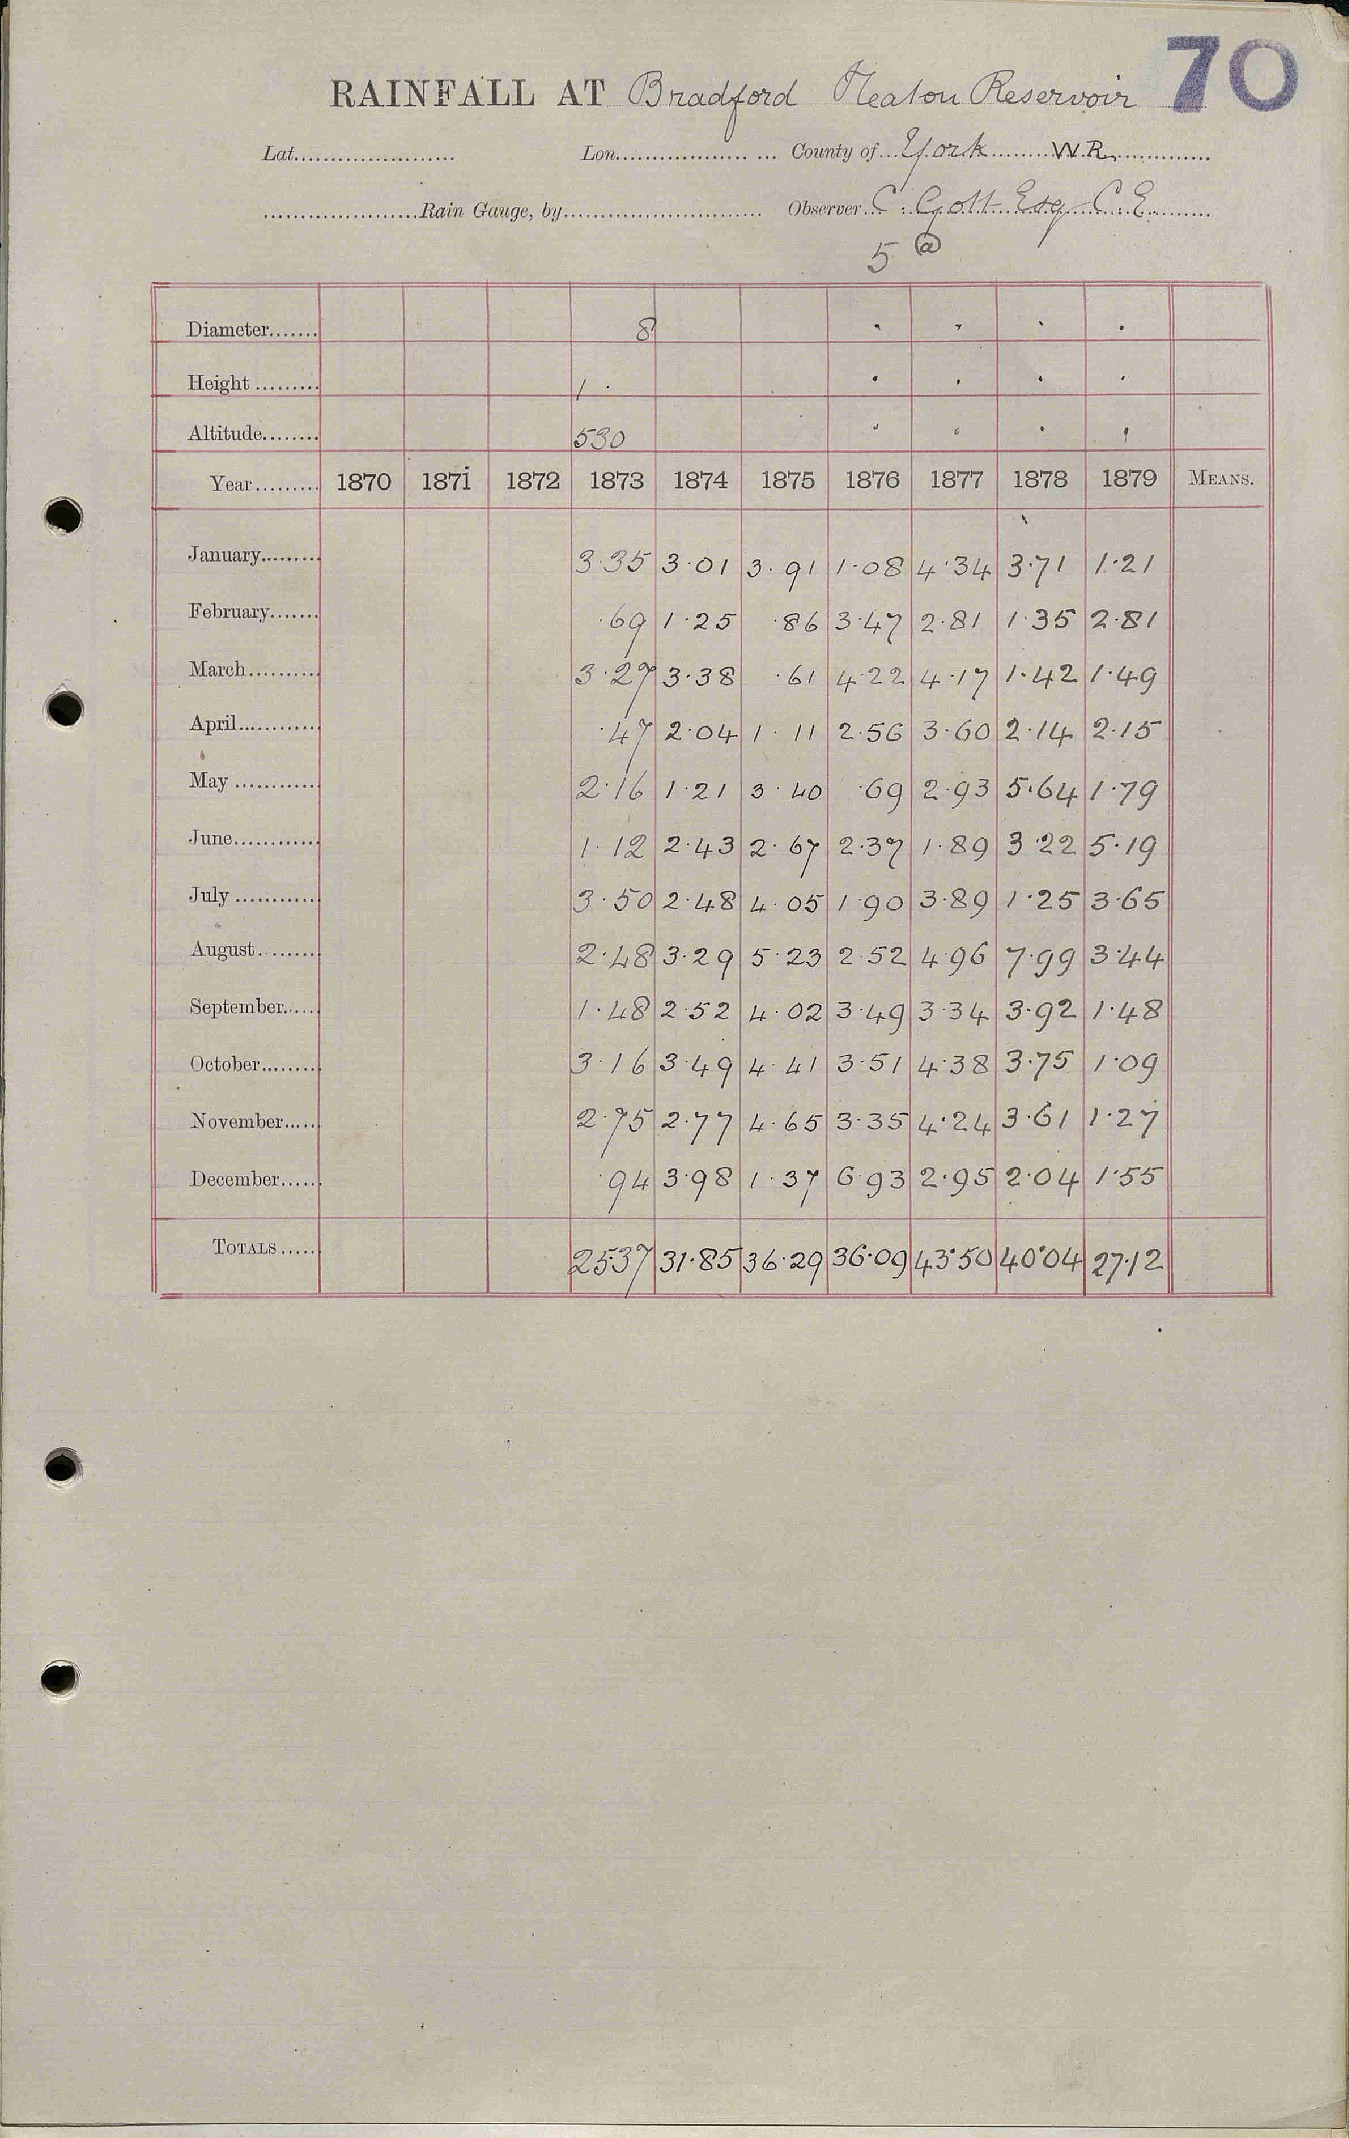 70
RAINFALL AT Bradford Heaton Reservoir
Lat...................... Lon...................... County of...York.........W.R..............
.....................Rain Gauge, by........................... Observer..C. Gott Esq C.E.........
5 (a)
Diameter....... 8
Height ......... 1 ·
Altitude........ 530
Year......... 1870 1871 1872 1873 1874 1875 1876 1877 1878 1879 MEANS.
January......... 3·35 3·01 3·91 1·08 4·34 3·71 1·21
February....... ·69 1·25 ·86 3·47 2·81 1·35 2·81
March.......... 3·27 3·38 ·61 4·22 4·17 1·42 1·49
April............ ·47 2·04 1·11 2·56 3·60 2·14 2·15
May ............ 2·16 1·21 3·40 ·69 2·93 5·64 1·79
June............ 1·12 2·43 2·67 2·37 1·89 3·22 5·19
July ............ 3·50 2·48 4·05 1·90 3·89 1·25 3·65
August......... 2·48 3·29 5·23 2·52 4·96 7·99 3·44
September...... 1·48 2·52 4·02 3·49 3·34 3·92 1·48
October........ 3·16 3·49 4·41 3·51 4·38 3·75 1·09
November..... 2·75 2·77 4·65 3·35 4·24 3·61 1·27
December...... ·94 3·98 1·37 6·93 2·95 2·04 1·55
TOTALS...... 25·37 31·85 36·29 36·09 43·50 40·04 27·12